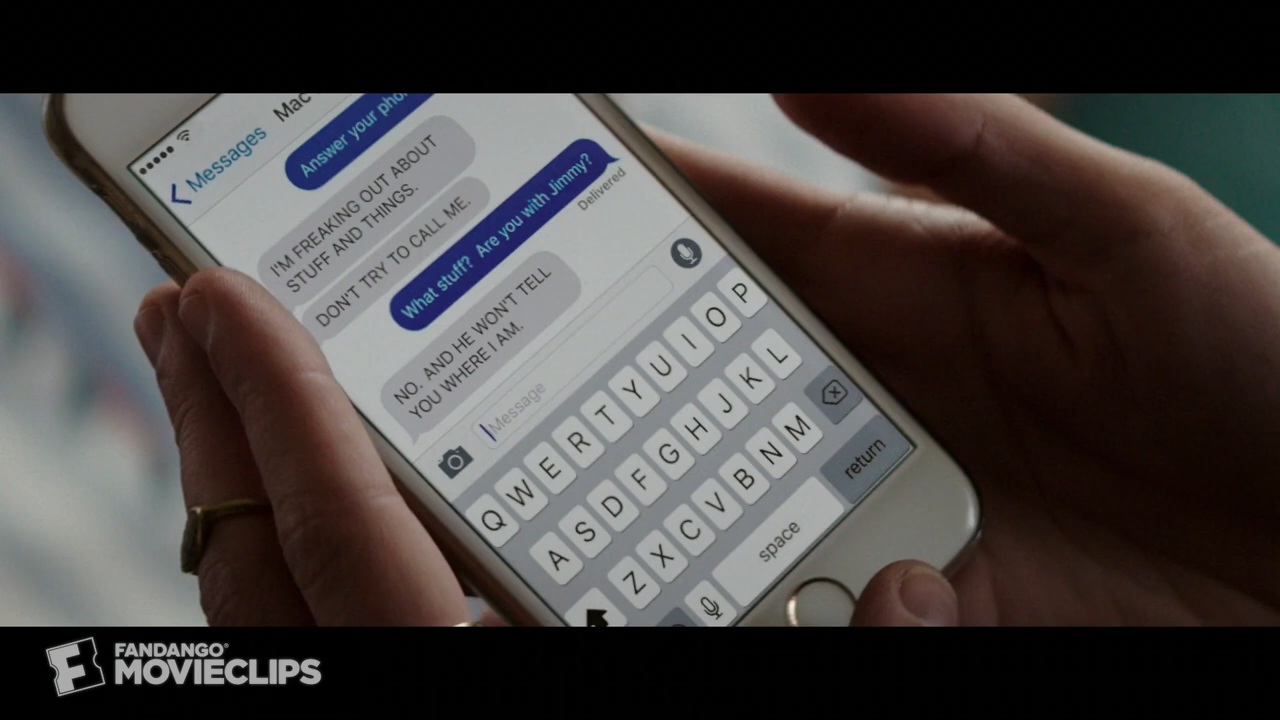 Messages
Mac
Answer your
I'M FREAKING OUT ABOUT
STUFF AND THINGS.
DON'T TRY TO CALL ME.
What stuff? Are you with Jimmy?
Delivered
NO. AND HE WON'T TELL
YOU WHERE I AM.
Message
Q W E R T Y U I O P
A S D F G H J K L
Z X C V B N M
space
return
FANDANGO®
MOVIECLIPS